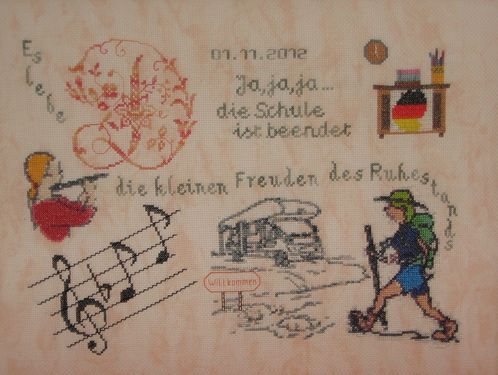 Es lebe
01.11.2012
Ja, ja, ja...
die Schule
ist beendet
die kleinen Freuden des Ruhestands
willkommen